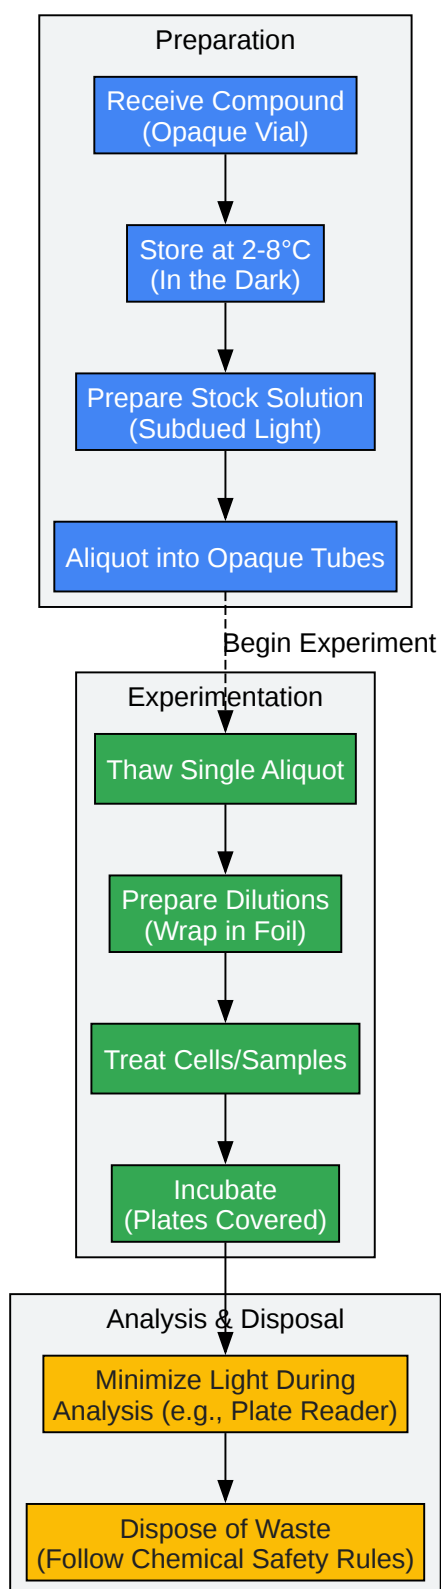 Preparation
Receive Compound
(Opaque Vial)
Store at 2-8°C
(In the Dark)
Prepare Stock Solution
(Subdued Light)
Aliquot into Opaque Tubes
Begin Experiment
Experimentation
Thaw Single Aliquot
Prepare Dilutions
(Wrap in Foil)
Treat Cells/Samples
Incubate
(Plates Covered)
Analysis & Disposal
Minimize Light During
Analysis (e.g., Plate Reader)
Dispose of Waste
(Follow Chemical Safety Rules)